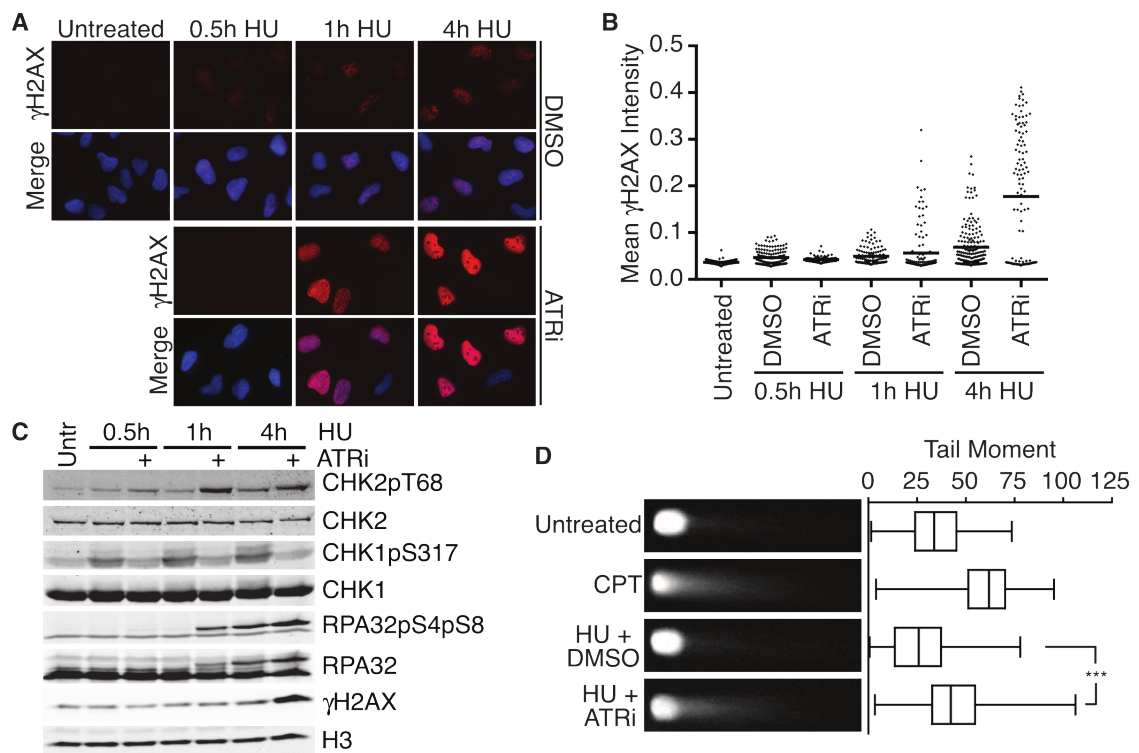 A
Untreated 0.5h HU 1h HU 4h HU
γH2AX
Merge
DMSO
γH2AX
Merge
ATRi
B
Mean γH2AX Intensity
0.5
0.4
0.3
0.2
0.1
0.0
Untreated
DMSO
ATRi
DMSO
ATRi
DMSO
ATRi
0.5h HU 1h HU 4h HU
C
Untr 0.5h 1h 4h HU
+ + + ATRi
CHK2pT68
CHK2
CHK1pS317
CHK1
RPA32pS4pS8
RPA32
γH2AX
H3
D
Tail Moment
0 25 50 75 100 125
Untreated
CPT
HU +
DMSO
HU +
ATRi
***